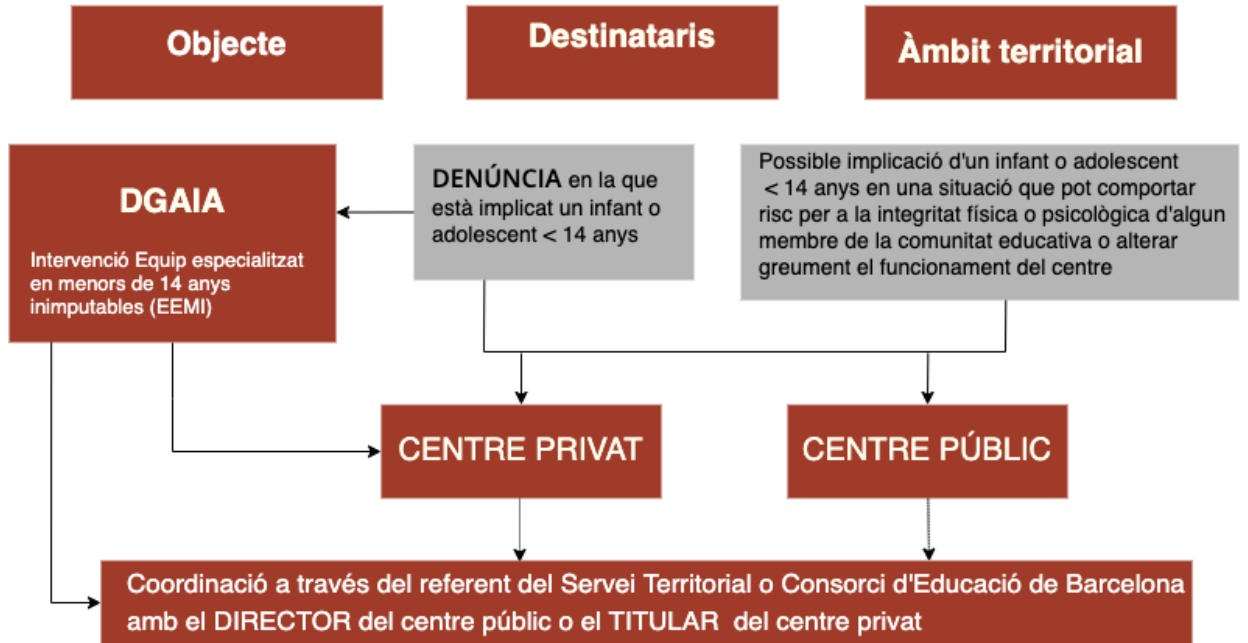 Objecte
Destinataris
Àmbit territorial
DGAIA
Intervenció Equip especialitzat
en menors de 14 anys
inimputables (EEMI)
DENÚNCIA en la que
està implicat un infant o
adolescent < 14 anys
Possible implicació d'un infant o adolescent
< 14 anys en una situació que pot comportar
risc per a la integritat física o psicològica d'algun
membre de la comunitat educativa o alterar
greument el funcionament del centre
CENTRE PRIVAT
CENTRE PÚBLIC
Coordinació a través del referent del Servei Territorial o Consorci d'Educació de Barcelona
amb el DIRECTOR del centre públic o el TITULAR del centre privat